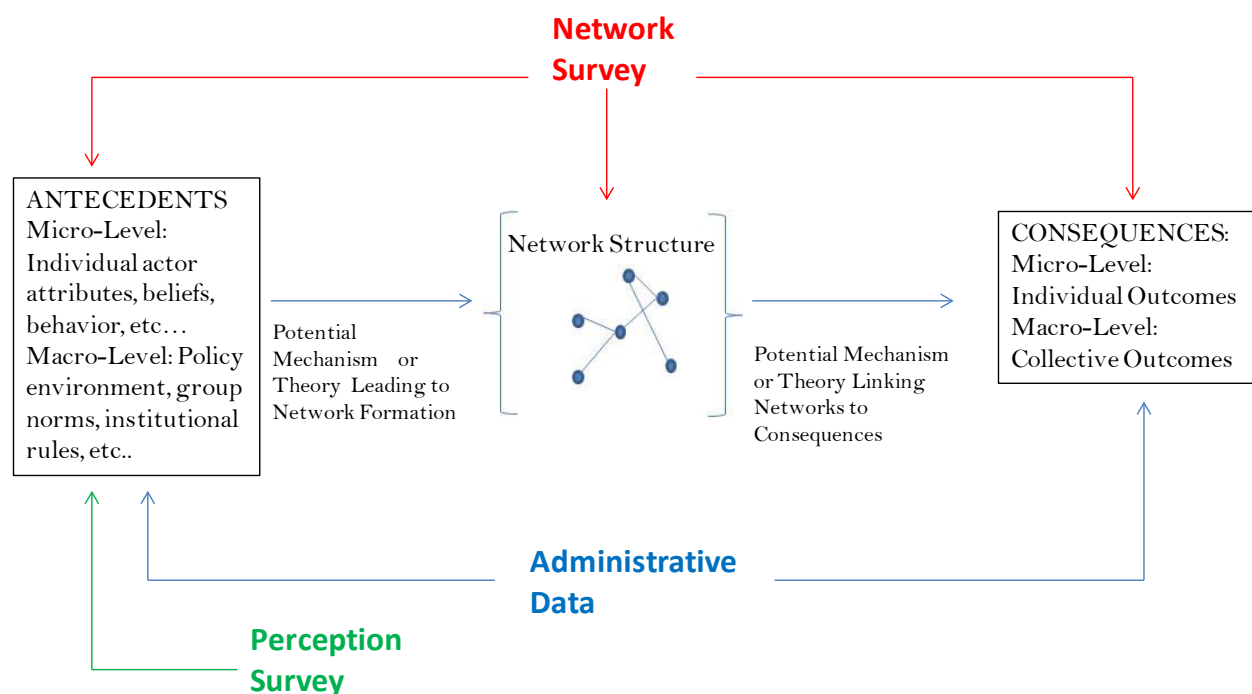 Network
Survey
ANTECEDENTS
Micro-Level:
Individual actor
attributes, beliefs,
behavior, etc…
Macro-Level: Policy
environment, group
norms, institutional
rules, etc..
Potential
Mechanism or
Theory Leading to
Network Formation
Network Structure
Potential Mechanism
or Theory Linking
Networks to
Consequences
CONSEQUENCES:
Micro-Level:
Individual Outcomes
Macro-Level:
Collective Outcomes
Administrative
Data
Perception
Survey